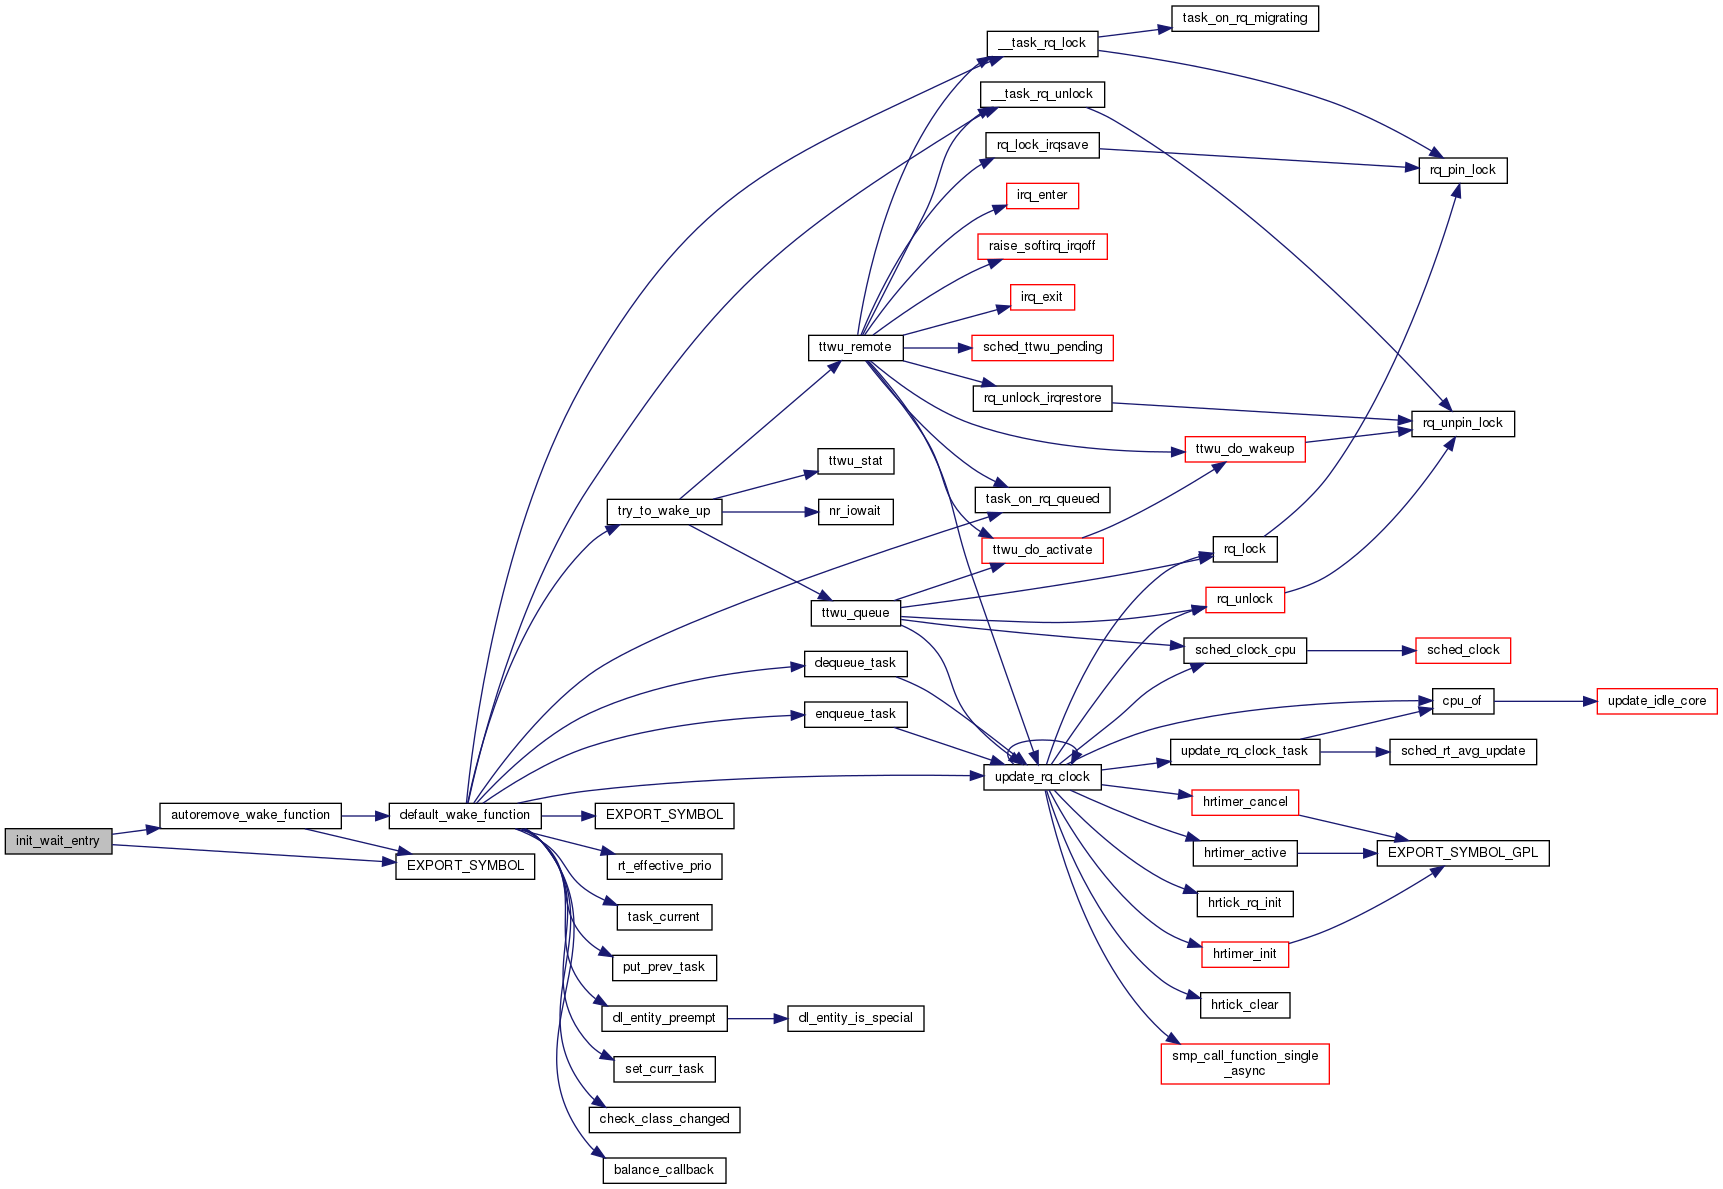 task_on_rq_migrating
__task_rq_lock
__task_rq_unlock
rq_lock_irqsave
rq_pin_lock
irq_enter
raise_softirq_irqoff
irq_exit
ttwu_remote
sched_ttwu_pending
rq_unlock_irqrestore
rq_unpin_lock
ttwu_do_wakeup
ttwu_stat
task_on_rq_queued
try_to_wake_up
nr_iowait
ttwu_do_activate
rq_lock
rq_unlock
ttwu_queue
sched_clock_cpu
sched_clock
dequeue_task
cpu_of
update_idle_core
enqueue_task
update_rq_clock_task
sched_rt_avg_update
update_rq_clock
hrtimer_cancel
autoremove_wake_function
default_wake_function
EXPORT_SYMBOL
init_wait_entry
hrtimer_active
EXPORT_SYMBOL_GPL
EXPORT_SYMBOL
rt_effective_prio
hrtick_rq_init
task_current
hrtimer_init
put_prev_task
hrtick_clear
dl_entity_preempt
dl_entity_is_special
smp_call_function_single
_async
set_curr_task
check_class_changed
balance_callback